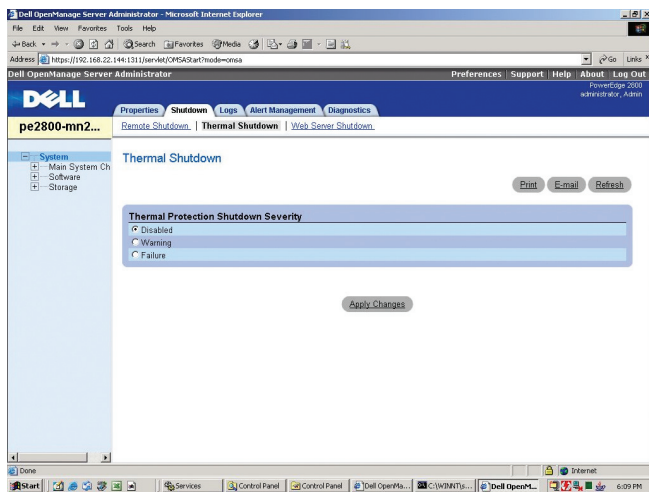 Dell OpenManage Server Administrator - Microsoft Internet Explorer
File Edit View Favorites Tools Help
Back Search Favorites Media
Address https://192.168.22.144:1311/servlet/OMSAStart?mode=omsa Go Links
Dell OpenManage Server Administrator Preferences | Support | Help | About | Log Out
PowerEdge 2800
administrator, Admin
DELL
Properties Shutdown Logs Alert Management Diagnostics
pe2800-mn2... Remote Shutdown | Thermal Shutdown | Web Server Shutdown
System
Main System Ch
Software
Storage
Thermal Shutdown
Print E-mail Refresh
Thermal Protection Shutdown Severity
Disabled
Warning
Failure
Apply Changes
Done Internet
Start Services Control Panel Control Panel Dell OpenMa... C:\WINNT\s... Dell OpenM... 6:09 PM